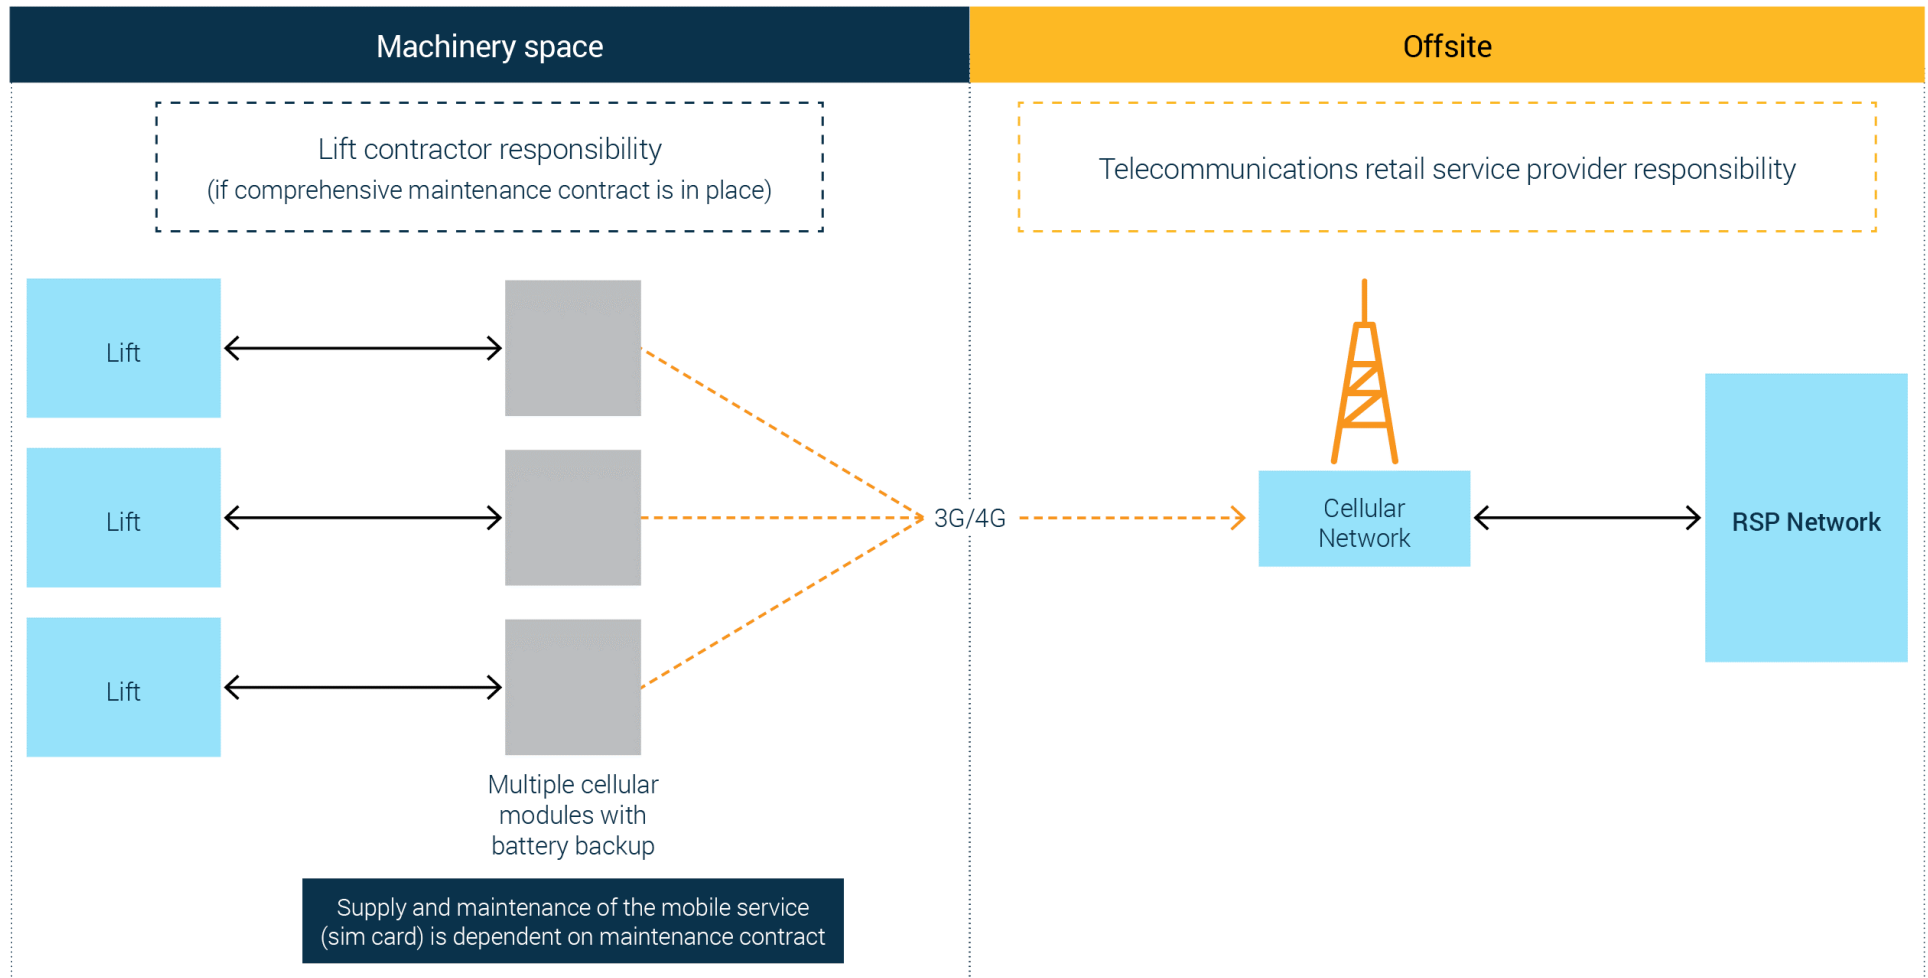 Machinery space
Offsite
Lift contractor responsibility
(if comprehensive maintenance contract is in place)
Telecommunications retail service provider responsibility
Lift
Lift
Lift
3G/4G
Cellular
Network
RSP Network
Multiple cellular
modules with
battery backup
Supply and maintenance of the mobile service
(sim card) is dependent on maintenance contract